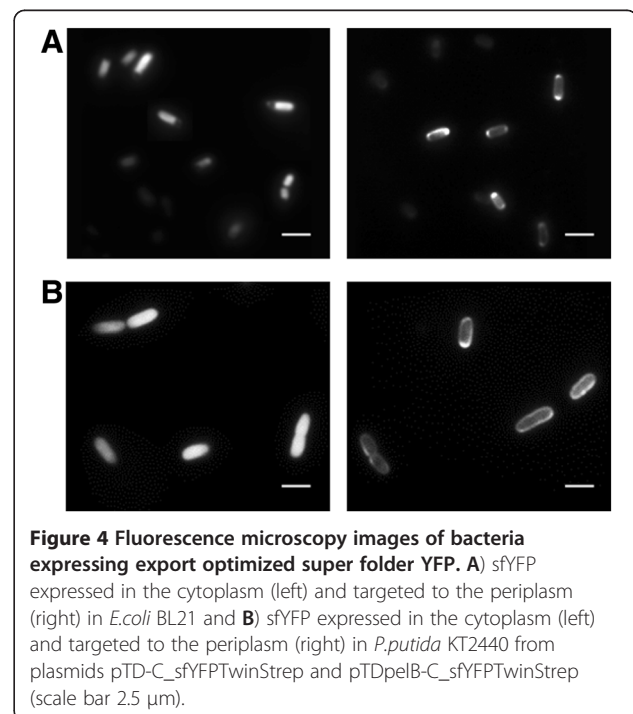 A
B
Figure 4 Fluorescence microscopy images of bacteria
expressing export optimized super folder YFP. A) sfYFP
expressed in the cytoplasm (left) and targeted to the periplasm
(right) in E.coli BL21 and B) sfYFP expressed in the cytoplasm (left)
and targeted to the periplasm (right) in P.putida KT2440 from
plasmids pTD-C_sfYFPTwinStrep and pTDpelB-C_sfYFPTwinStrep
(scale bar 2.5 μm).